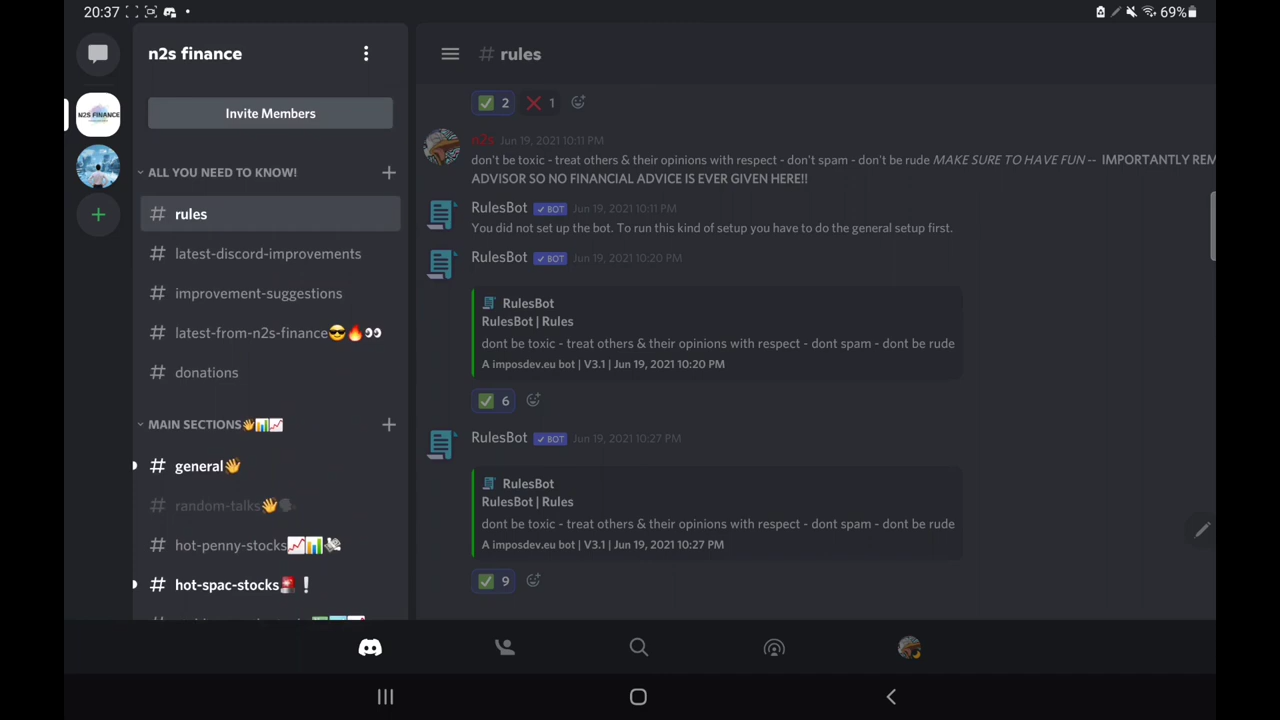 20:37
69%
n2s finance
Invite Members
N2S FINANCE
ALL YOU NEED TO KNOW!
# rules
# latest-discord-improvements
# improvement-suggestions
# latest-from-n2s-finance😎🔥👀
# donations
MAIN SECTIONS👋📊📈
# general👋
# random-talks👋🗣
# hot-penny-stocks📈📊💸
# hot-spac-stocks🚨❗
# rules
✅ 2 ❌ 1
n2s Jun 19, 2021 10:11 PM
don't be toxic - treat others & their opinions with respect - don't spam - don't be rude MAKE SURE TO HAVE FUN -- IMPORTANTLY REM
ADVISOR SO NO FINANCIAL ADVICE IS EVER GIVEN HERE!!
RulesBot ✓ BOT Jun 19, 2021 10:11 PM
You did not set up the bot. To run this kind of setup you have to do the general setup first.
RulesBot ✓ BOT Jun 19, 2021 10:20 PM
RulesBot
RulesBot | Rules
dont be toxic - treat others & their opinions with respect - dont spam - dont be rude
A imposdev.eu bot | V3.1 | Jun 19, 2021 10:20 PM
✅ 6
RulesBot ✓ BOT Jun 19, 2021 10:27 PM
RulesBot
RulesBot | Rules
dont be toxic - treat others & their opinions with respect - dont spam - dont be rude
A imposdev.eu bot | V3.1 | Jun 19, 2021 10:27 PM
✅ 9